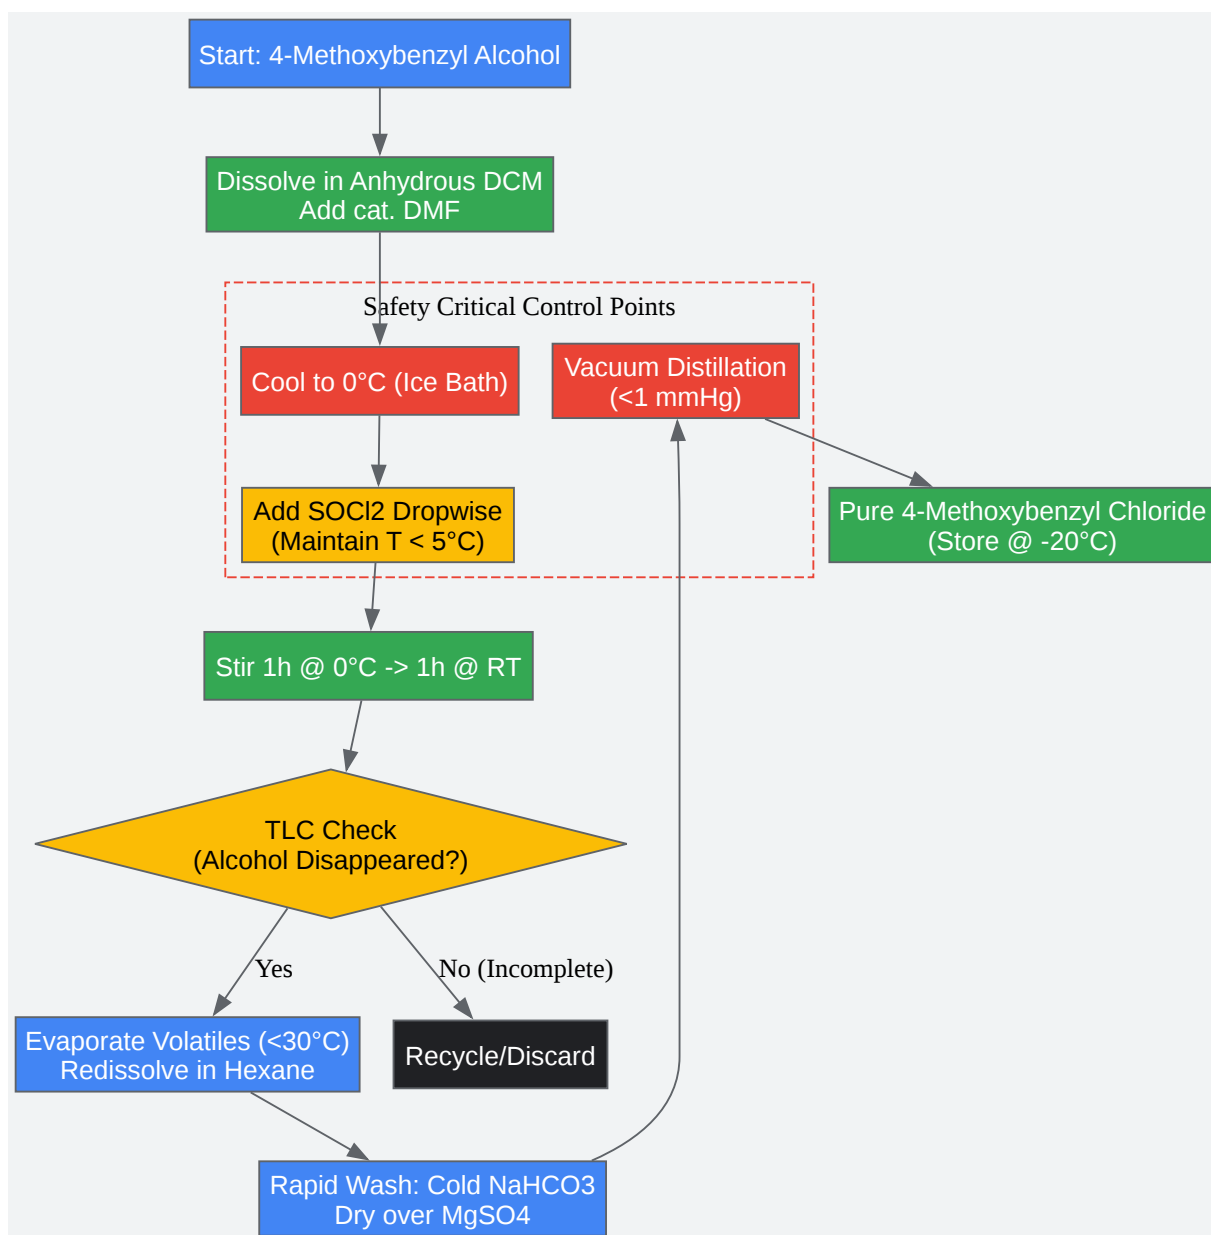 Start: 4-Methoxybenzyl Alcohol
Dissolve in Anhydrous DCM
Add cat. DMF
Safety Critical Control Points
Cool to 0°C (Ice Bath)
Vacuum Distillation
(<1 mmHg)
Add SOCl2 Dropwise
(Maintain T < 5°C)
Pure 4-Methoxybenzyl Chloride
(Store @ -20°C)
Stir 1h @ 0°C -> 1h @ RT
TLC Check
(Alcohol Disappeared?)
Yes
No (Incomplete)
Evaporate Volatiles (<30°C)
Redissolve in Hexane
Recycle/Discard
Rapid Wash: Cold NaHCO3
Dry over MgSO4